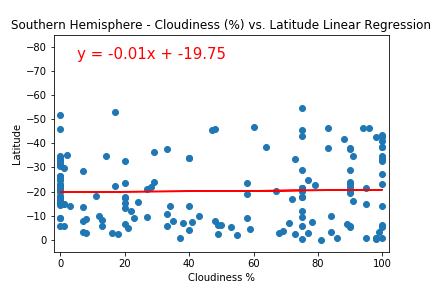 Southern Hemisphere - Cloudiness (%) vs. Latitude Linear Regression
y = -0.01x + -19.75
−80
−70
−60
−50
−40
−30
−20
−10
0
Latitude
0 20 40 60 80 100
Cloudiness %